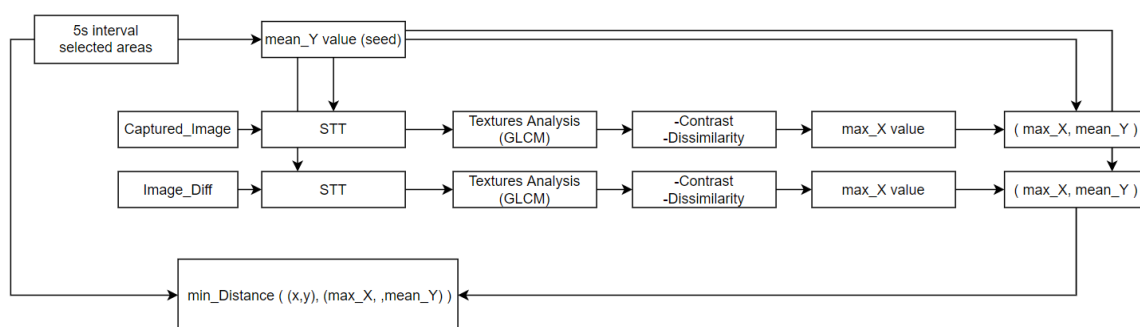 5s interval
selected areas
mean_Y value (seed)
Captured_Image
STT
Textures Analysis
(GLCM)
-Contrast
-Dissimilarity
max_X value
( max_X, mean_Y )
Image_Diff
STT
Textures Analysis
(GLCM)
-Contrast
-Dissimilarity
max_X value
( max_X, mean_Y )
min_Distance ( (x,y), (max_X, ,mean_Y) )